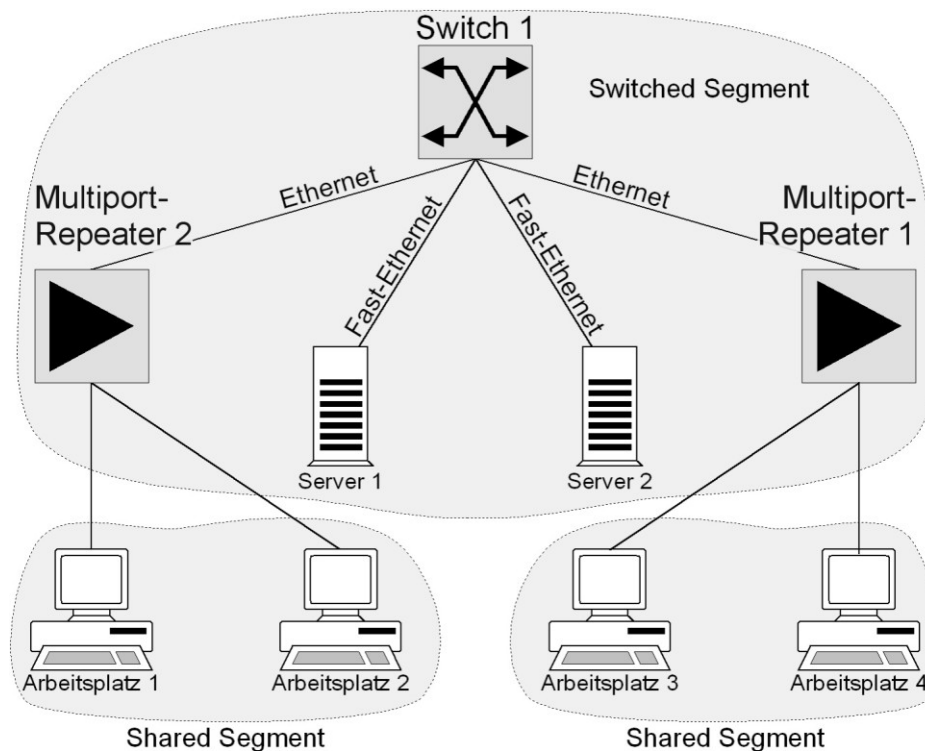 Switch 1
Switched Segment
Ethernet
Ethernet
Multiport-
Repeater 2
Multiport-
Repeater 1
Fast-Ethernet
Fast-Ethernet
Server 1
Server 2
Arbeitsplatz 1
Arbeitsplatz 2
Arbeitsplatz 3
Arbeitsplatz 4
Shared Segment
Shared Segment